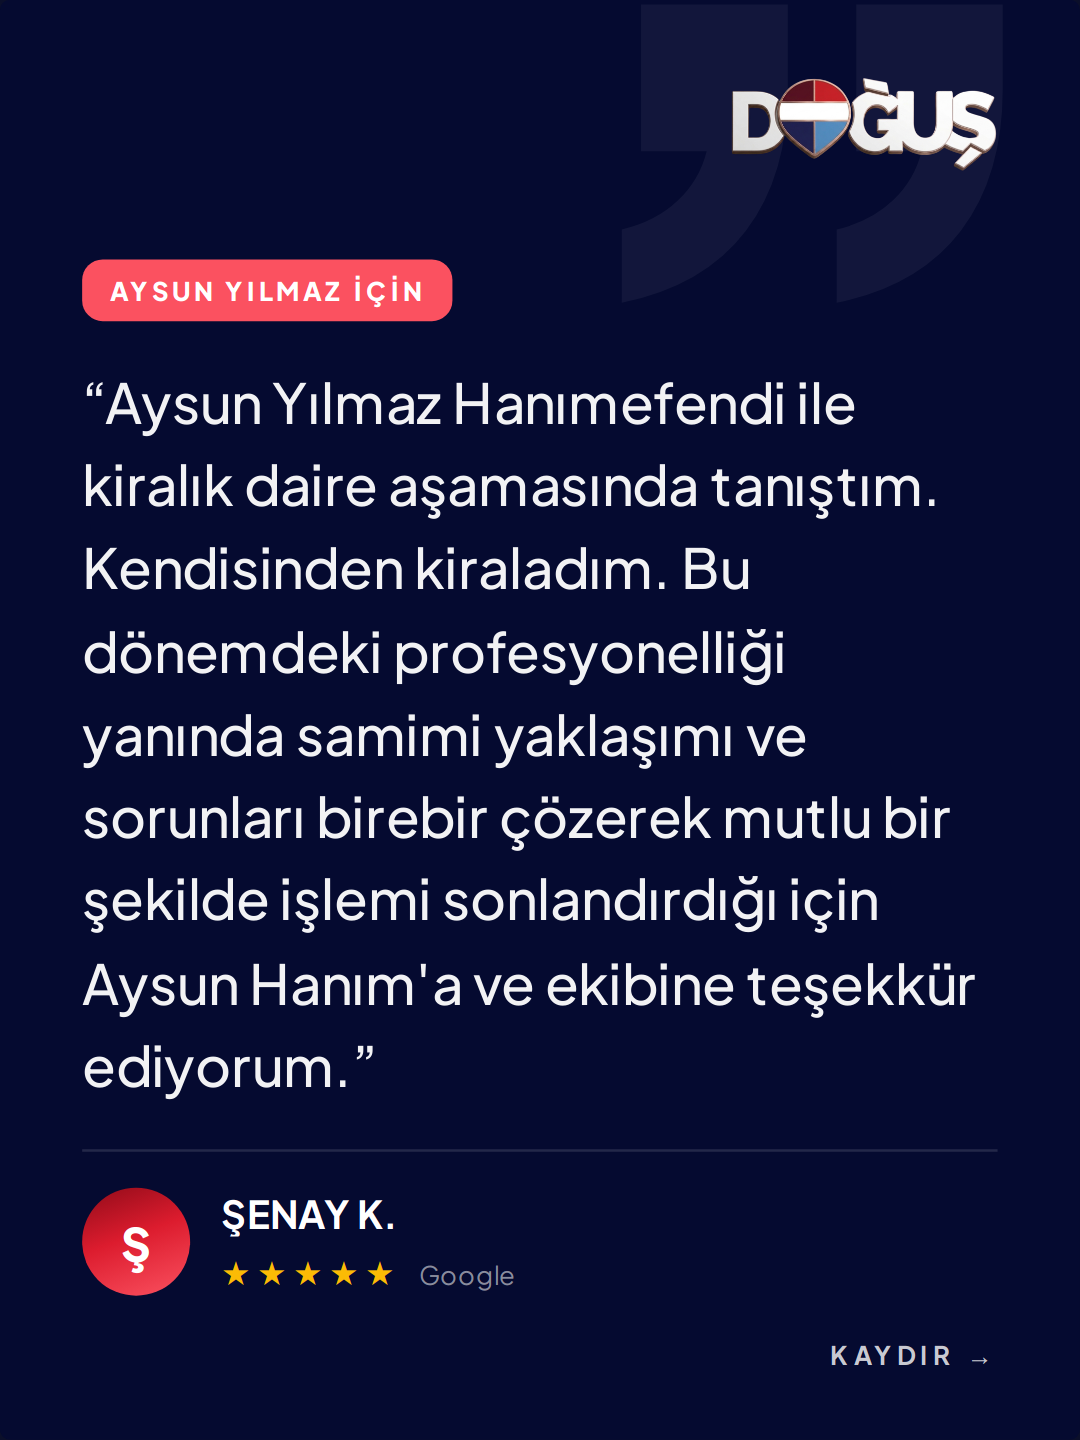 DOĞUŞ
AYSUN YILMAZ İÇİN
“Aysun Yılmaz Hanımefendi ile
kiralık daire aşamasında tanıştım.
Kendisinden kiraladım. Bu
dönemdeki profesyonelliği
yanında samimi yaklaşımı ve
sorunları birebir çözerek mutlu bir
şekilde işlemi sonlandırdığı için
Aysun Hanım'a ve ekibine teşekkür
ediyorum.”
Ş
ŞENAY K.
★★★★★ Google
KAYDIR →